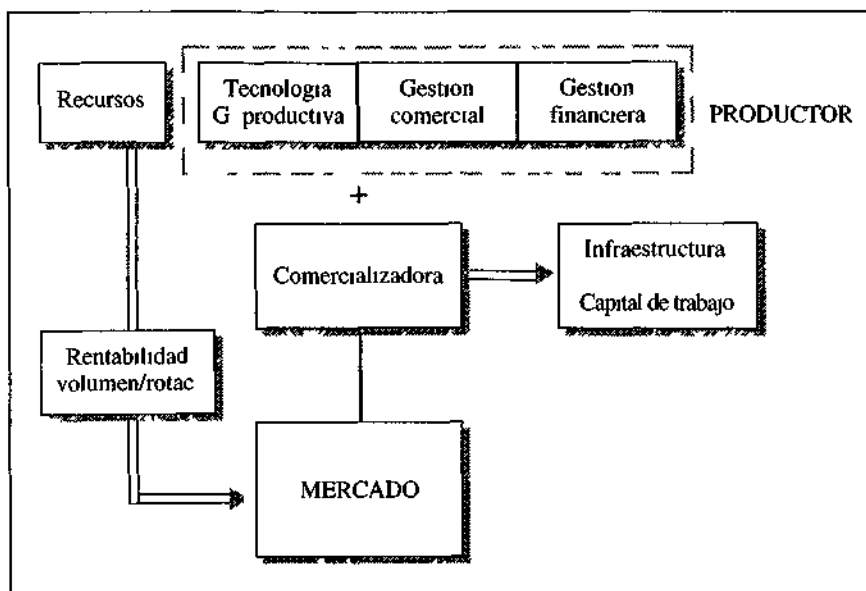 Recursos
Tecnologia
G productiva
Gestion
comercial
Gestion
financiera
PRODUCTOR
+
Comercializadora
Infraestructura
Capital de trabajo
Rentabilidad
volumen/rotac
MERCADO